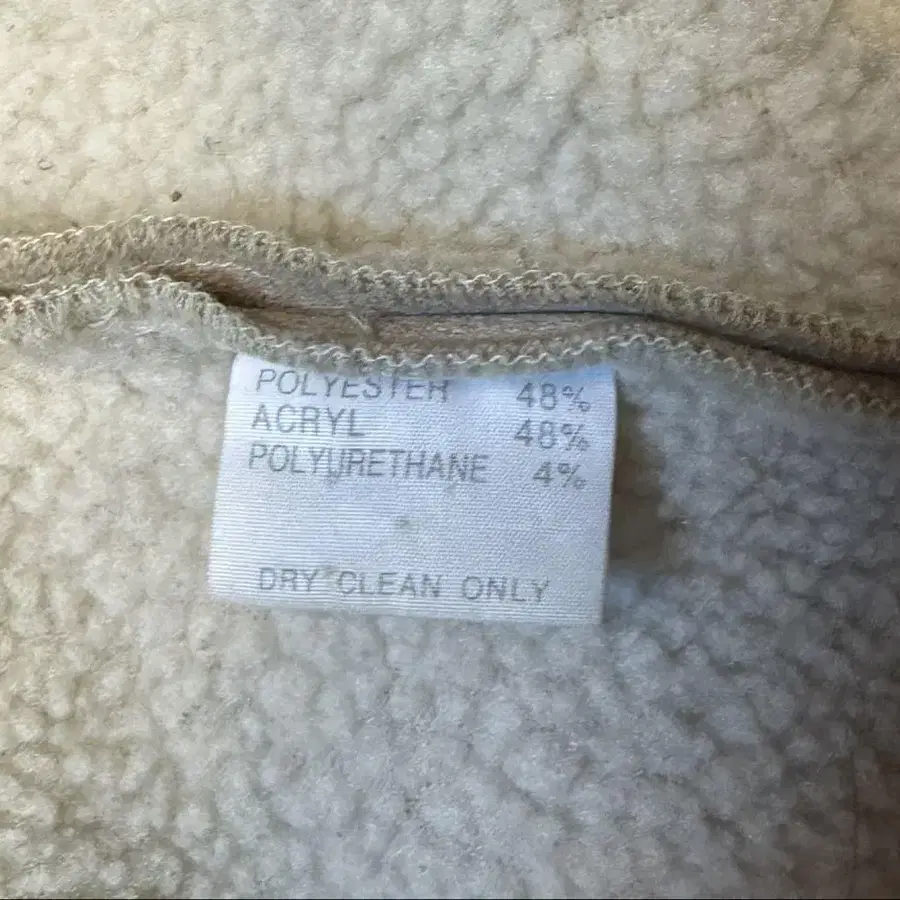 POLYESTER 48%
ACRYL 48%
POLYURETHANE 4%
DRY CLEAN ONLY